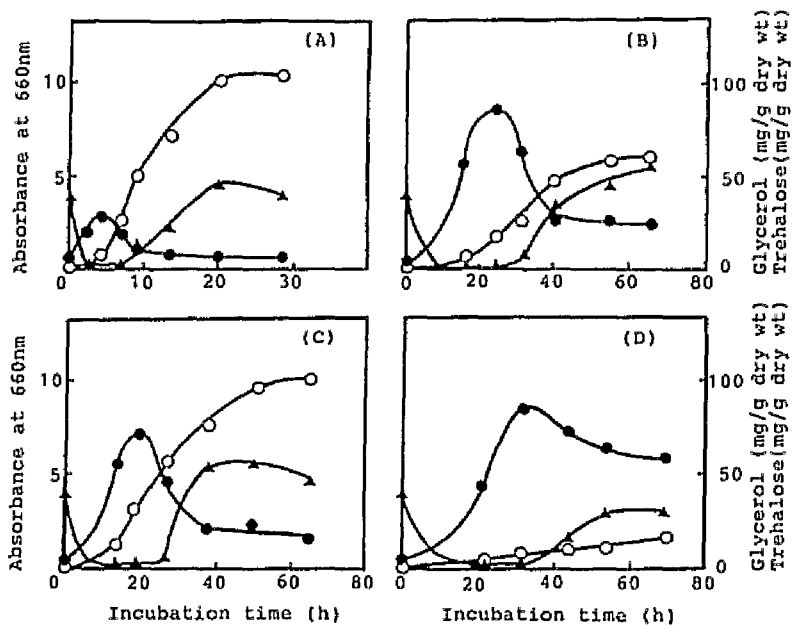 (A)
Absorbance at 660nm
10
5
0
0 10 20 30
(B)
100
50
0
0 20 40 60 80
Glycerol (mg/g dry wt)
Trehalose(mg/g dry wt)
(C)
Absorbance at 660nm
10
5
0
0 20 40 60 80
Incubation time (h)
(D)
100
50
0
0 20 40 60 80
Incubation time (h)
Glycerol (mg/g dry wt)
Trehalose(mg/g dry wt)